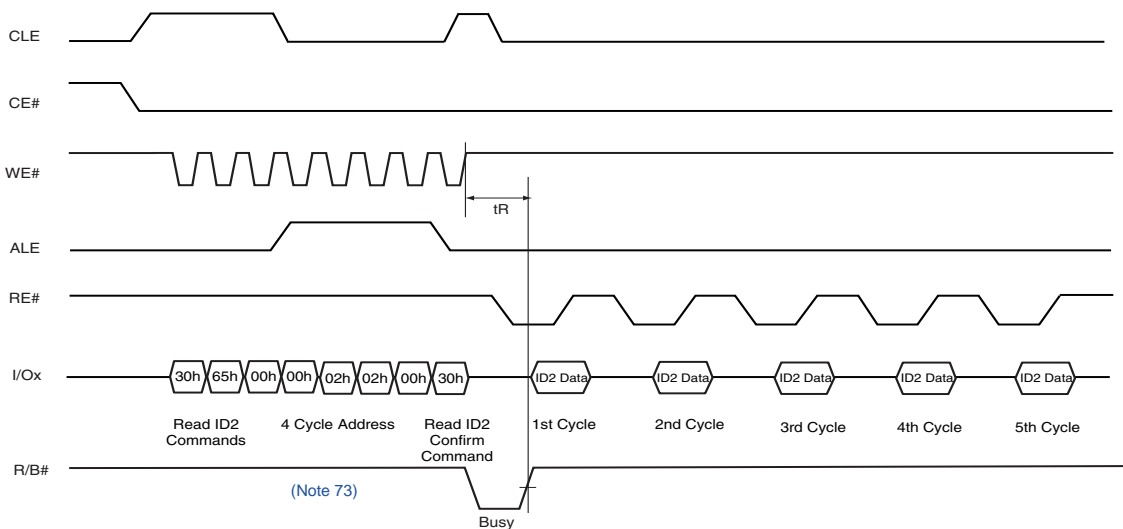 CLE
CE#
WE#
tR
ALE
RE#
I/Ox
30h 65h 00h 00h 02h 02h 00h 30h ID2 Data ID2 Data ID2 Data ID2 Data ID2 Data
Read ID2 Commands
4 Cycle Address
Read ID2 Confirm Command
1st Cycle
2nd Cycle
3rd Cycle
4th Cycle
5th Cycle
R/B#
(Note 73)
Busy